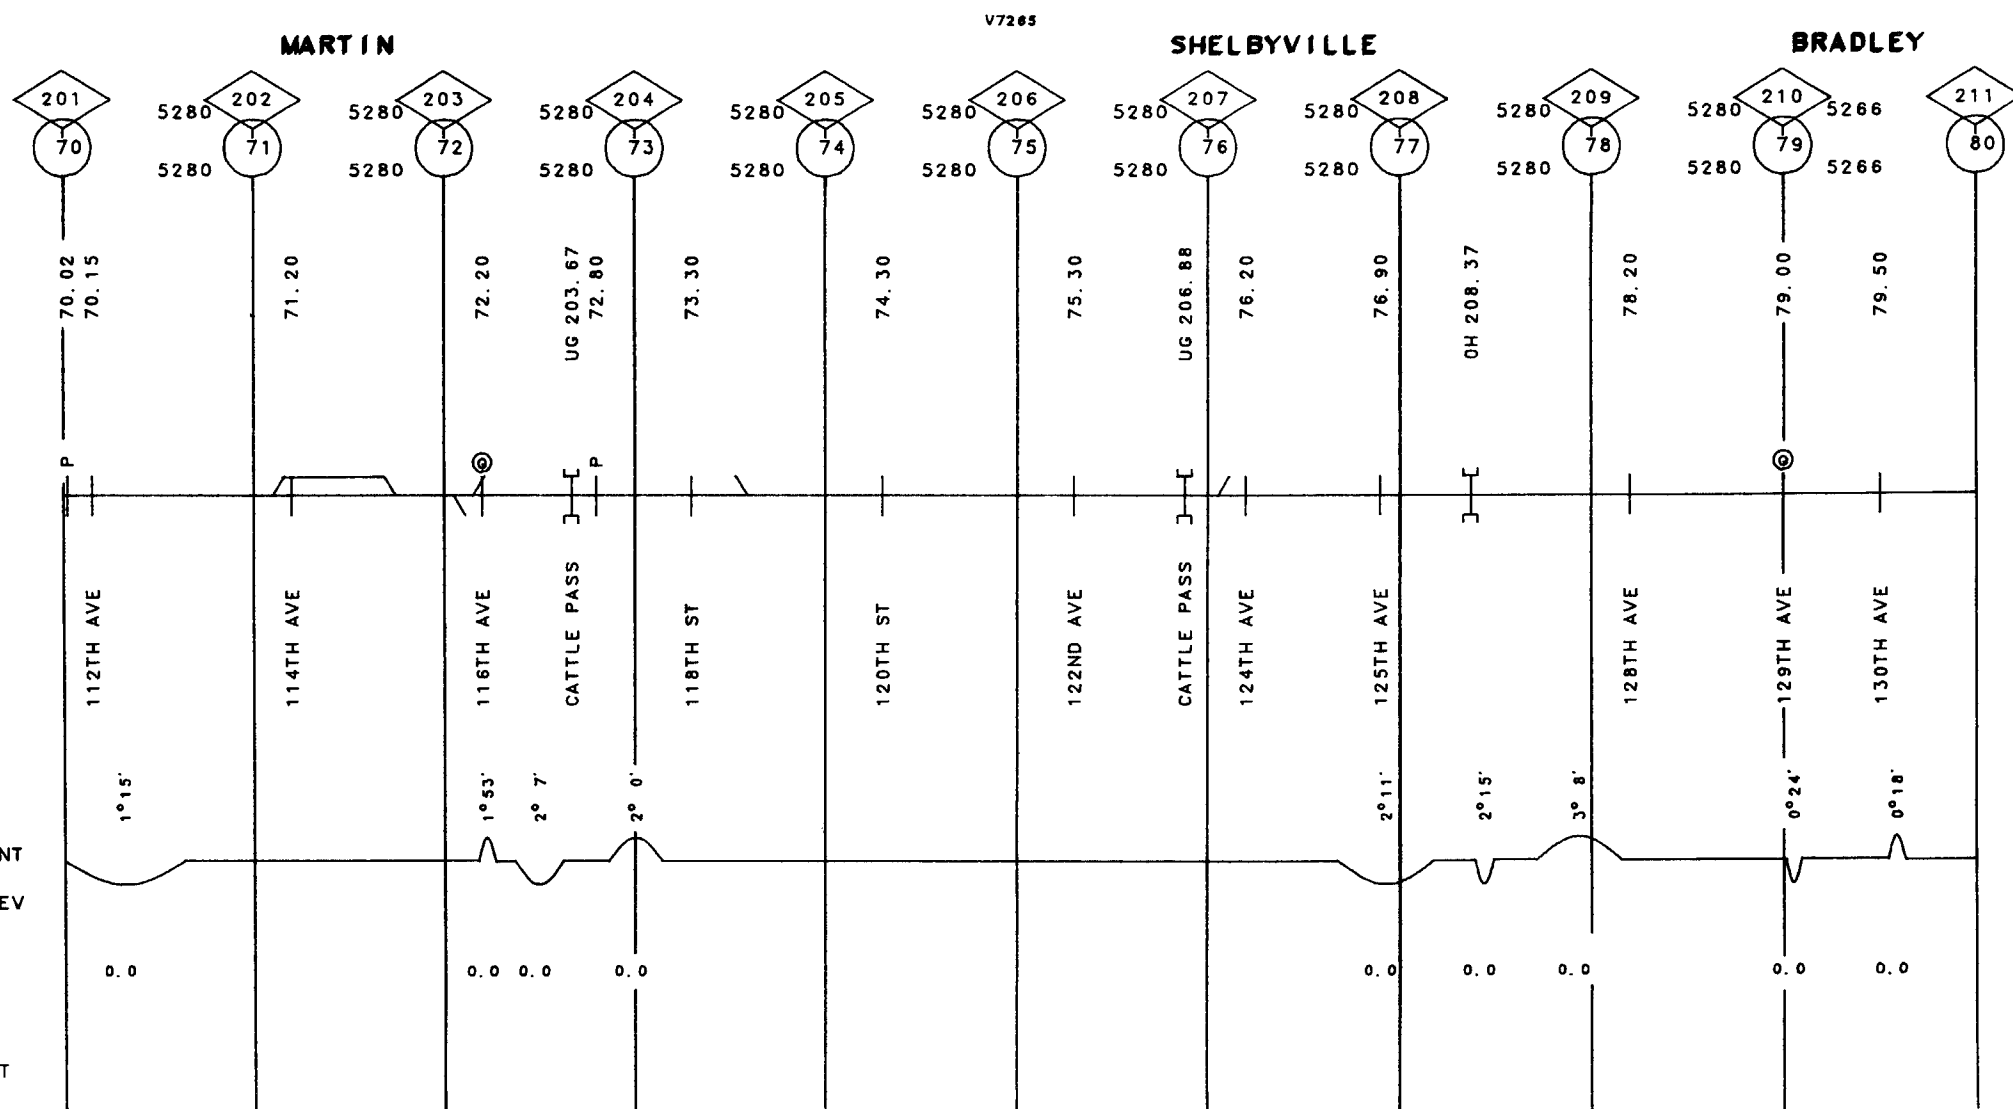 V7265
MARTIN SHELBYVILLE BRADLEY
201 5280 202 5280 203 5280 204 5280 205 5280 206 5280 207 5280 208 5280 209 5280 210 5266 211
70 5280 71 5280 72 5280 73 5280 74 5280 75 5280 76 5280 77 5280 78 5280 79 5266 80
70.02
70.15
71.20
72.20
UG 203.67
72.80
73.30
74.30
75.30
UG 206.88
76.20
76.90
OH 208.37
78.20
79.00
79.50
P
P
112TH AVE
114TH AVE
116TH AVE
CATTLE PASS
118TH ST
120TH ST
122ND AVE
CATTLE PASS
124TH AVE
125TH AVE
128TH AVE
129TH AVE
130TH AVE
1°15'
1°53'
2° 7'
2° 0'
2°11'
2°15'
3° 8'
0°24'
0°18'
NT
EV
0.0 0.0 0.0 0.0 0.0 0.0 0.0 0.0 0.0
T